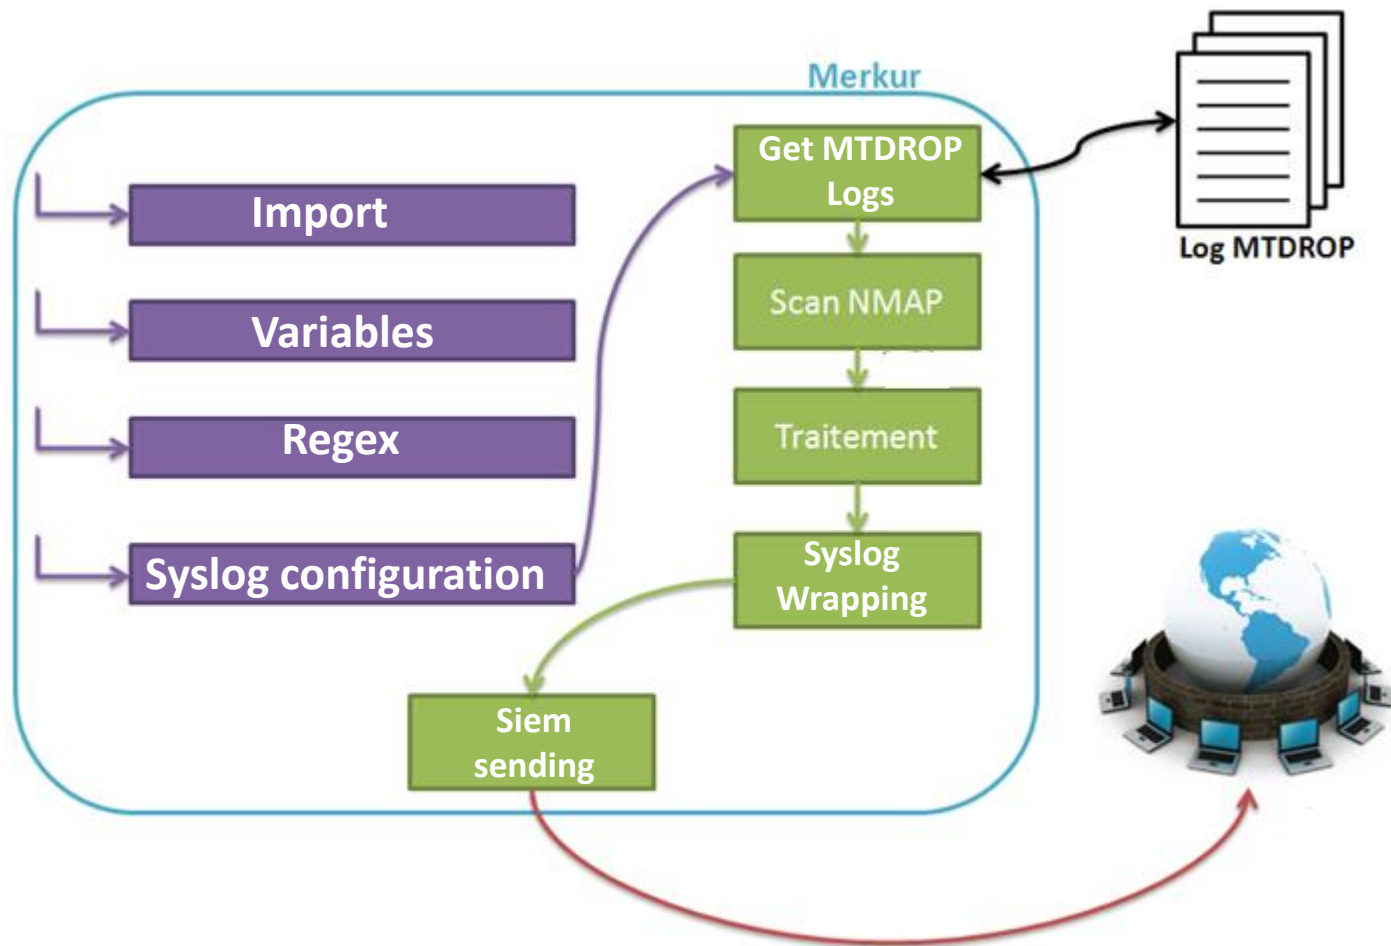 Merkur
Import
Variables
Regex
Syslog configuration
Get MTDROP
Logs
Scan NMAP
Traitement
Syslog
Wrapping
Siem
sending
Log MTDROP